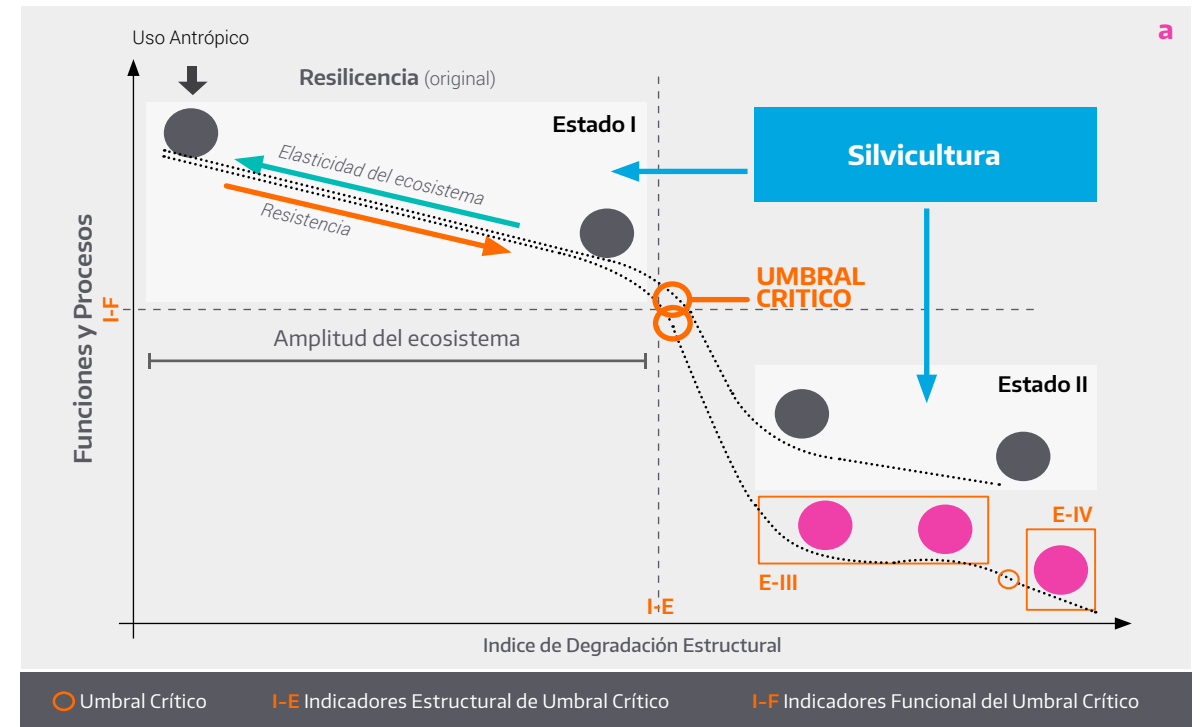 a
Uso Antrópico
Resilicencia (original)
Estado I
Silvicultura
Elasticidad del ecosistema
Resistencia
UMBRAL
CRITICO
Funciones y Procesos
I-F
Amplitud del ecosistema
Estado II
E-IV
E-III
I-E
Indice de Degradación Estructural
Umbral Crítico
I-E Indicadores Estructural de Umbral Crítico
I-F Indicadores Funcional del Umbral Crítico